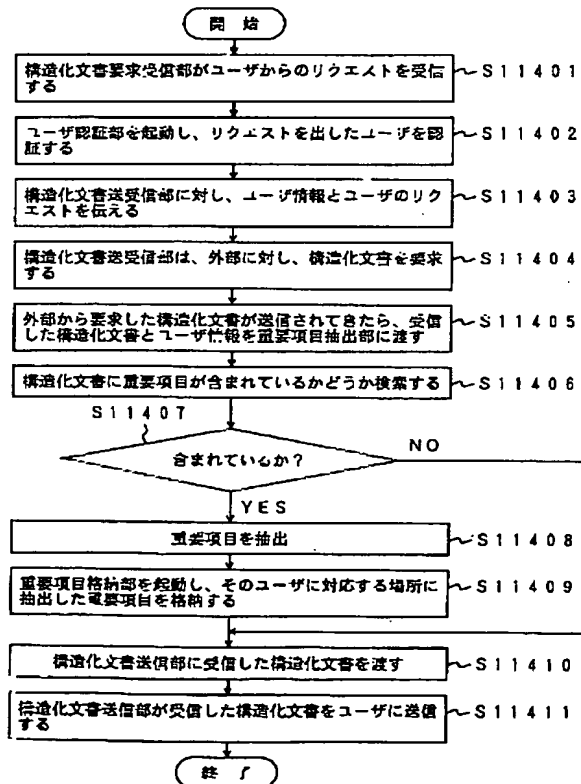 開始
構造化文書要求受信部がユーザからのリクエストを受信
する
S11401
ユーザ認証部を起動し、リクエストを出したユーザを認
証する
S11402
構造化文書送受信部に対し、ユーザ情報とユーザのリク
エストを伝える
S11403
構造化文書送受信部は、外部に対し、構造化文書を要求
する
S11404
外部から要求した構造化文書が送信されてきたら、受信
した構造化文書とユーザ情報を重要項目抽出部に渡す
S11405
構造化文書に重要項目が含まれているかどうか検索する
S11406
S11407
含まれているか?
NO
YES
重要項目を抽出
S11408
重要項目格納部を起動し、そのユーザに対応する場所に
抽出した重要項目を格納する
S11409
構造化文書送信部に受信した構造化文書を渡す
S11410
構造化文書送信部が受信した構造化文書をユーザに送信
する
S11411
終了